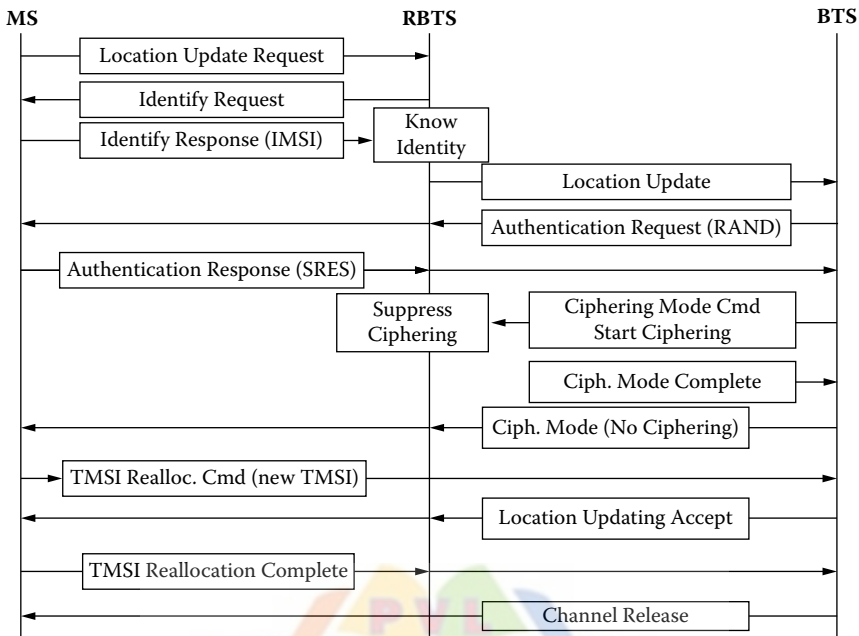 MS RBTS BTS
Location Update Request
Identify Request
Know
Identity
Identify Response (IMSI)
Location Update
Authentication Request (RAND)
Authentication Response (SRES)
Suppress
Ciphering
Ciphering Mode Cmd
Start Ciphering
Ciph. Mode Complete
Ciph. Mode (No Ciphering)
TMSI Realloc. Cmd (new TMSI)
Location Updating Accept
TMSI Reallocation Complete
PVL
Channel Release